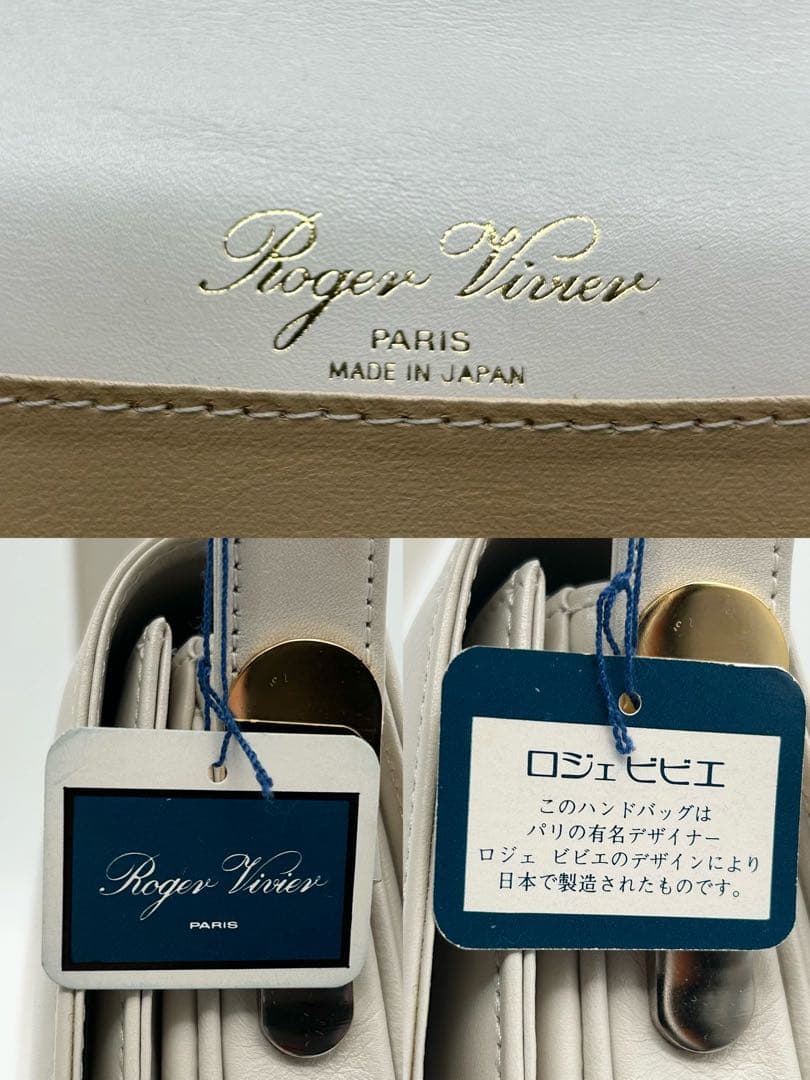 Roger Vivier
PARIS
MADE IN JAPAN
Roger Vivier
PARIS
ロジェ ビビエ
このハンドバッグは
パリの有名デザイナー
ロジェ ビビエのデザインにより
日本で製造されたものです。